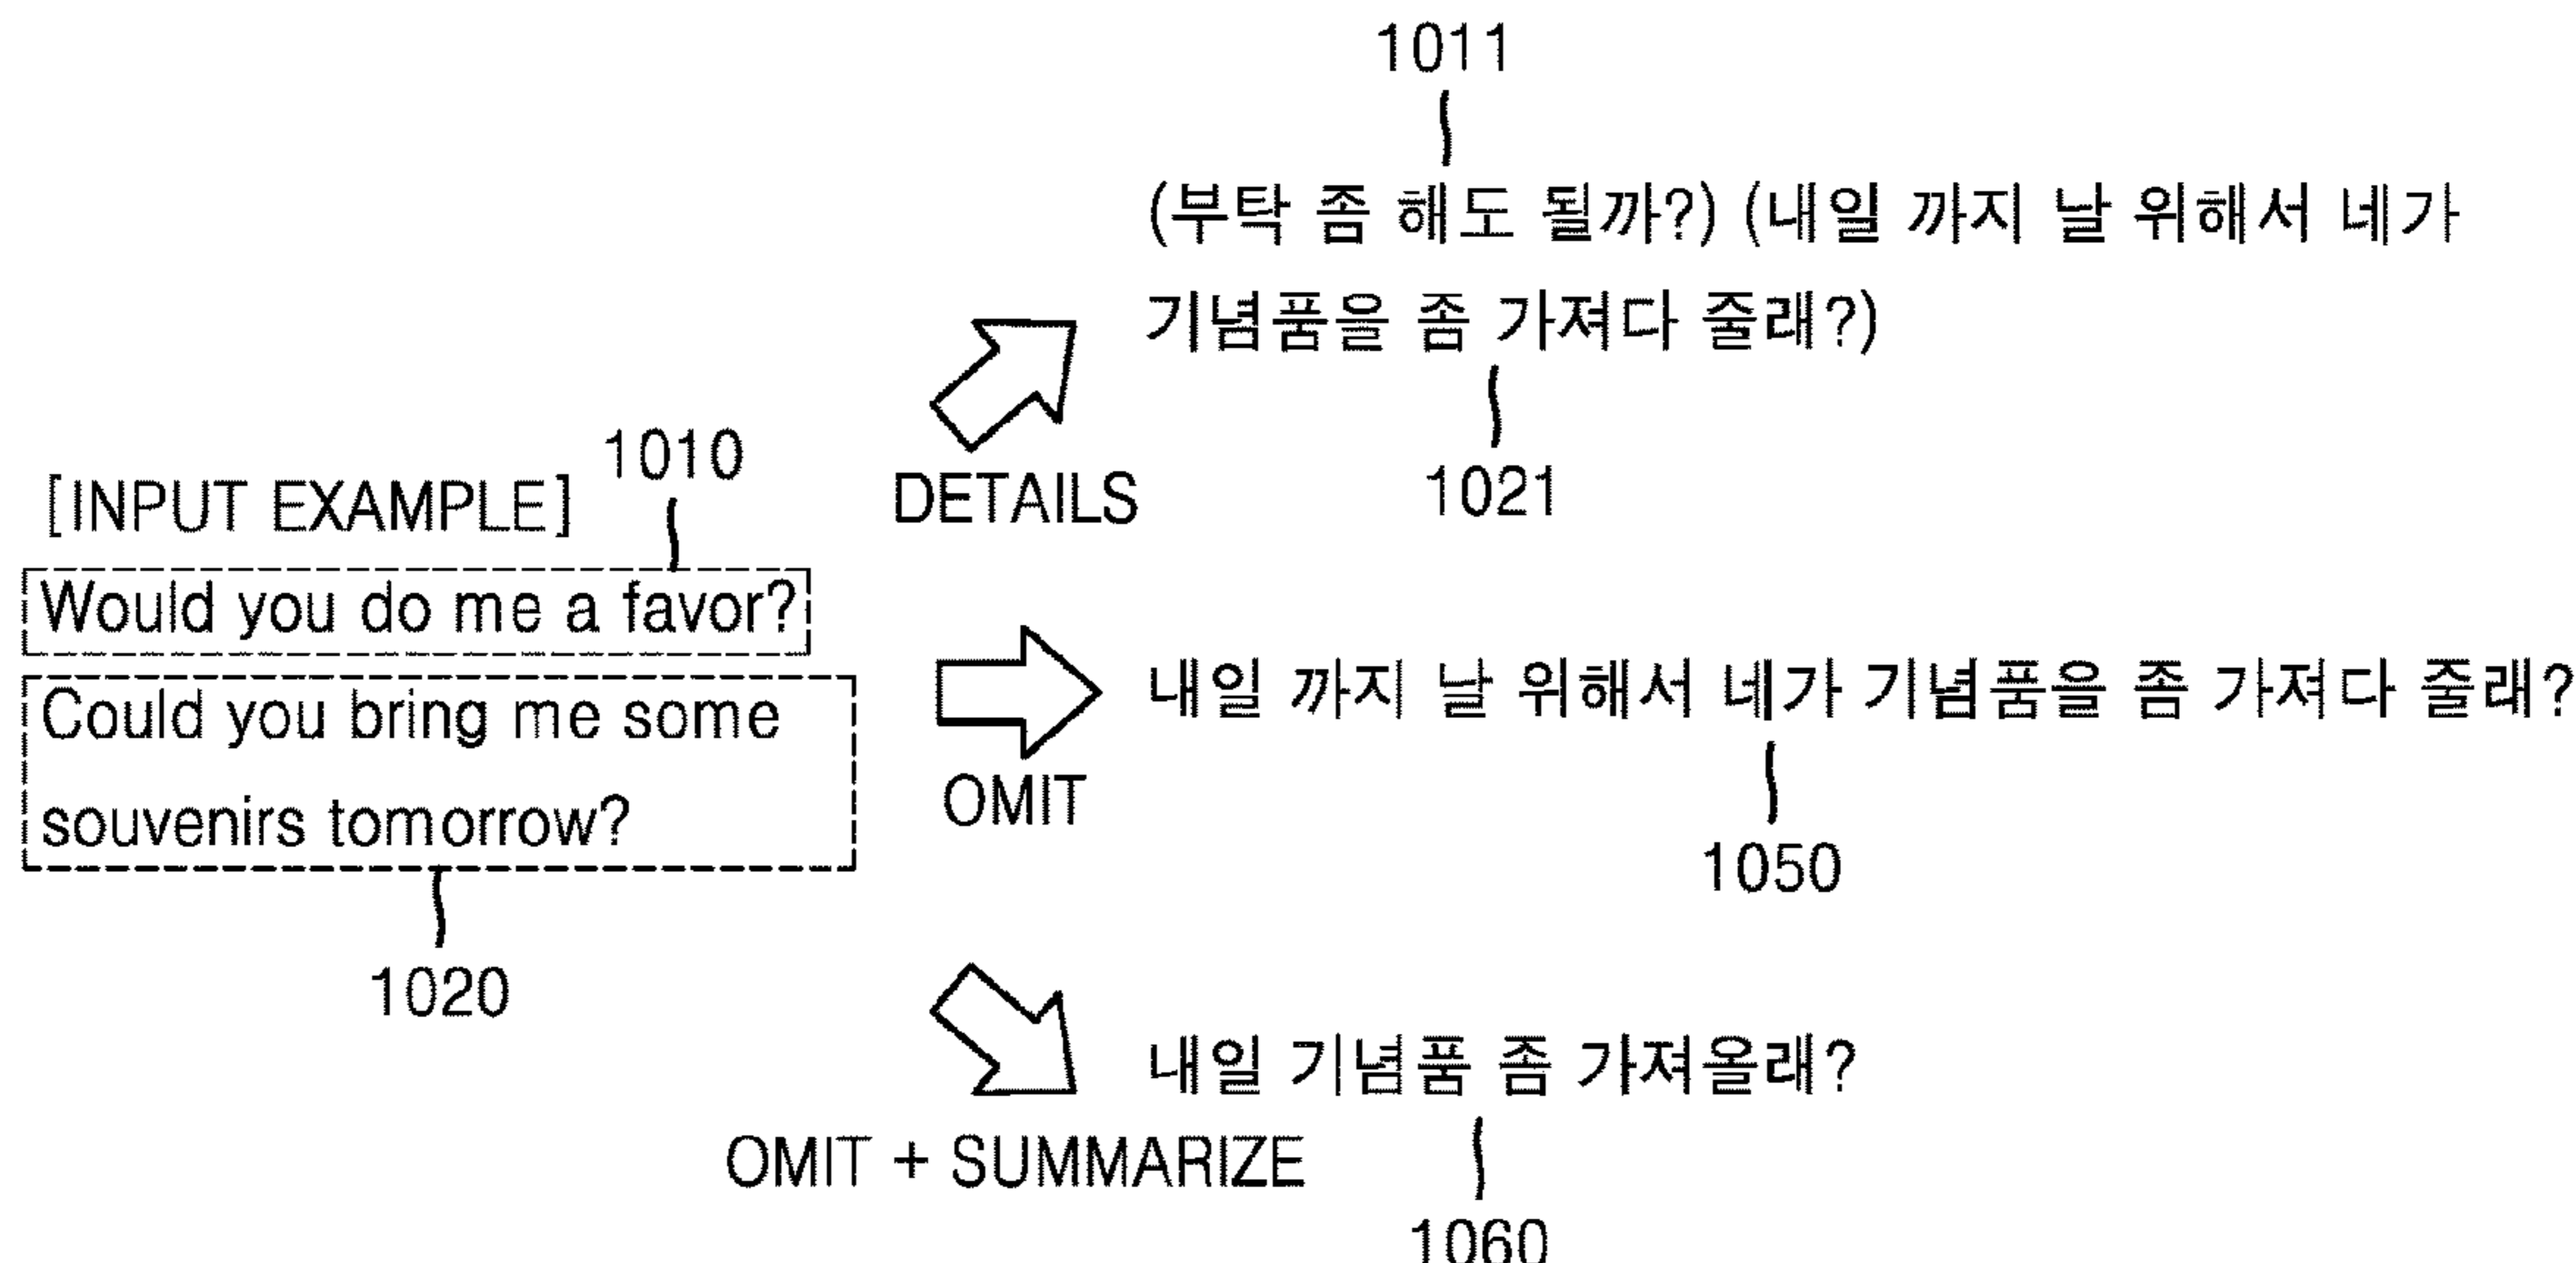 1011
(부탁 좀 해도 될까?) (내일 까지 날 위해서 네가
기념품을 좀 가져다 줄래?)
1021
DETAILS
[INPUT EXAMPLE]
1010
Would you do me a favor?
Could you bring me some
souvenirs tomorrow?
1020
내일 까지 날 위해서 네가 기념품을 좀 가져다 줄래?
OMIT
1050
내일 기념품 좀 가져올래?
OMIT + SUMMARIZE
1060